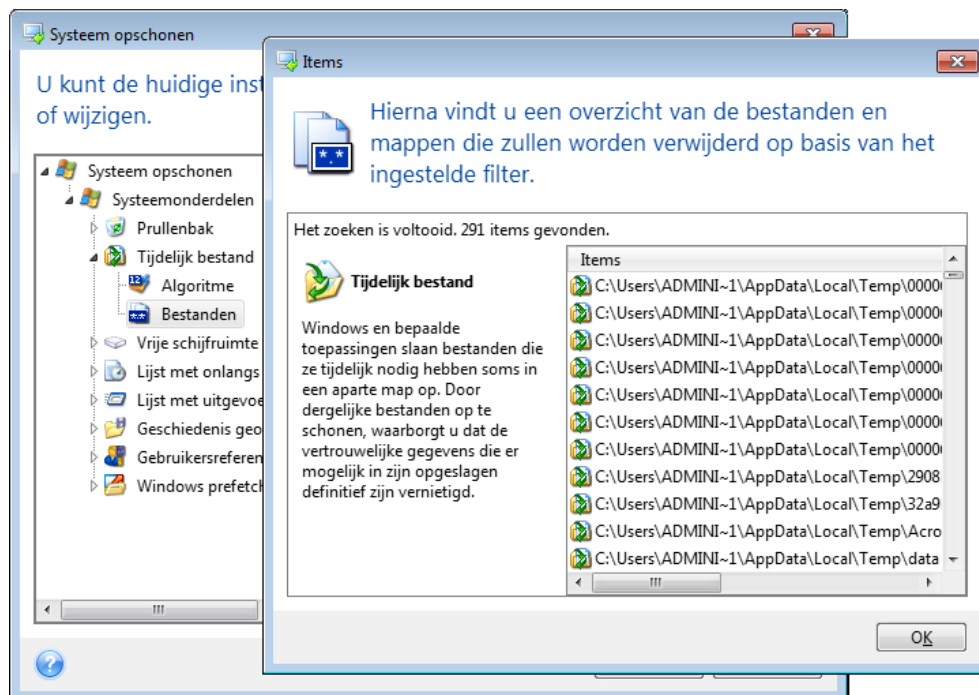 Systeem opschonen
U kunt de huidige inst
of wijzigen.
Systeem opschonen
Systeemonderdelen
Prullenbak
Tijdelijk bestand
Algoritme
Bestanden
Vrije schijfruimte
Lijst met onlangs
Lijst met uitgevoe
Geschiedenis geo
Gebruikersreferen
Windows prefetch
Items
Hierna vindt u een overzicht van de bestanden en
mappen die zullen worden verwijderd op basis van het
ingestelde filter.
Het zoeken is voltooid. 291 items gevonden.
Tijdelijk bestand
Windows en bepaalde
toepassingen slaan bestanden die
ze tijdelijk nodig hebben soms in
een aparte map op. Door
dergelijke bestanden op te
schonen, waarborgt u dat de
vertrouwelijke gegevens die er
mogelijk in zijn opgeslagen
definitief zijn vernietigd.
Items
C:\Users\ADMINI~1\AppData\Local\Temp\0000
C:\Users\ADMINI~1\AppData\Local\Temp\0000
C:\Users\ADMINI~1\AppData\Local\Temp\0000
C:\Users\ADMINI~1\AppData\Local\Temp\0000
C:\Users\ADMINI~1\AppData\Local\Temp\0000
C:\Users\ADMINI~1\AppData\Local\Temp\0000
C:\Users\ADMINI~1\AppData\Local\Temp\0000
C:\Users\ADMINI~1\AppData\Local\Temp\2908
C:\Users\ADMINI~1\AppData\Local\Temp\32a9
C:\Users\ADMINI~1\AppData\Local\Temp\Acro
C:\Users\ADMINI~1\AppData\Local\Temp\data
OK